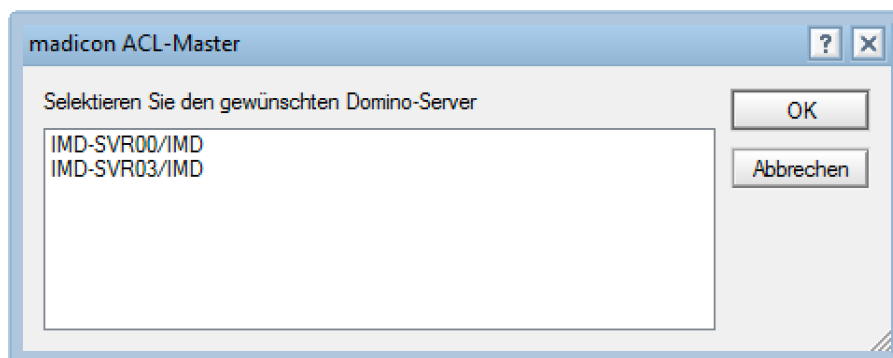 madicon ACL-Master
?
Selektieren Sie den gewünschten Domino-Server
OK
IMD-SVR00/IMD
IMD-SVR03/IMD
Abbrechen